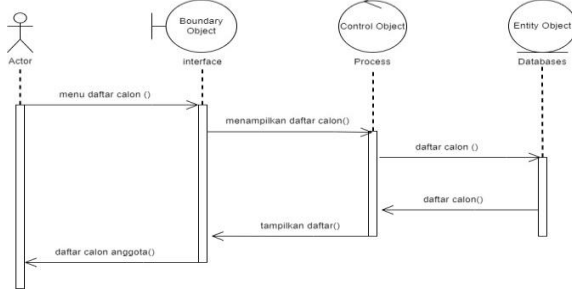 Boundary
Object
Control Object
Entity Object
Actor
interface
Process
Databases
menu daftar calon ()
menampilkan daftar calon()
daftar calon ()
daftar calon()
tampilkan daftar()
daftar calon anggota()